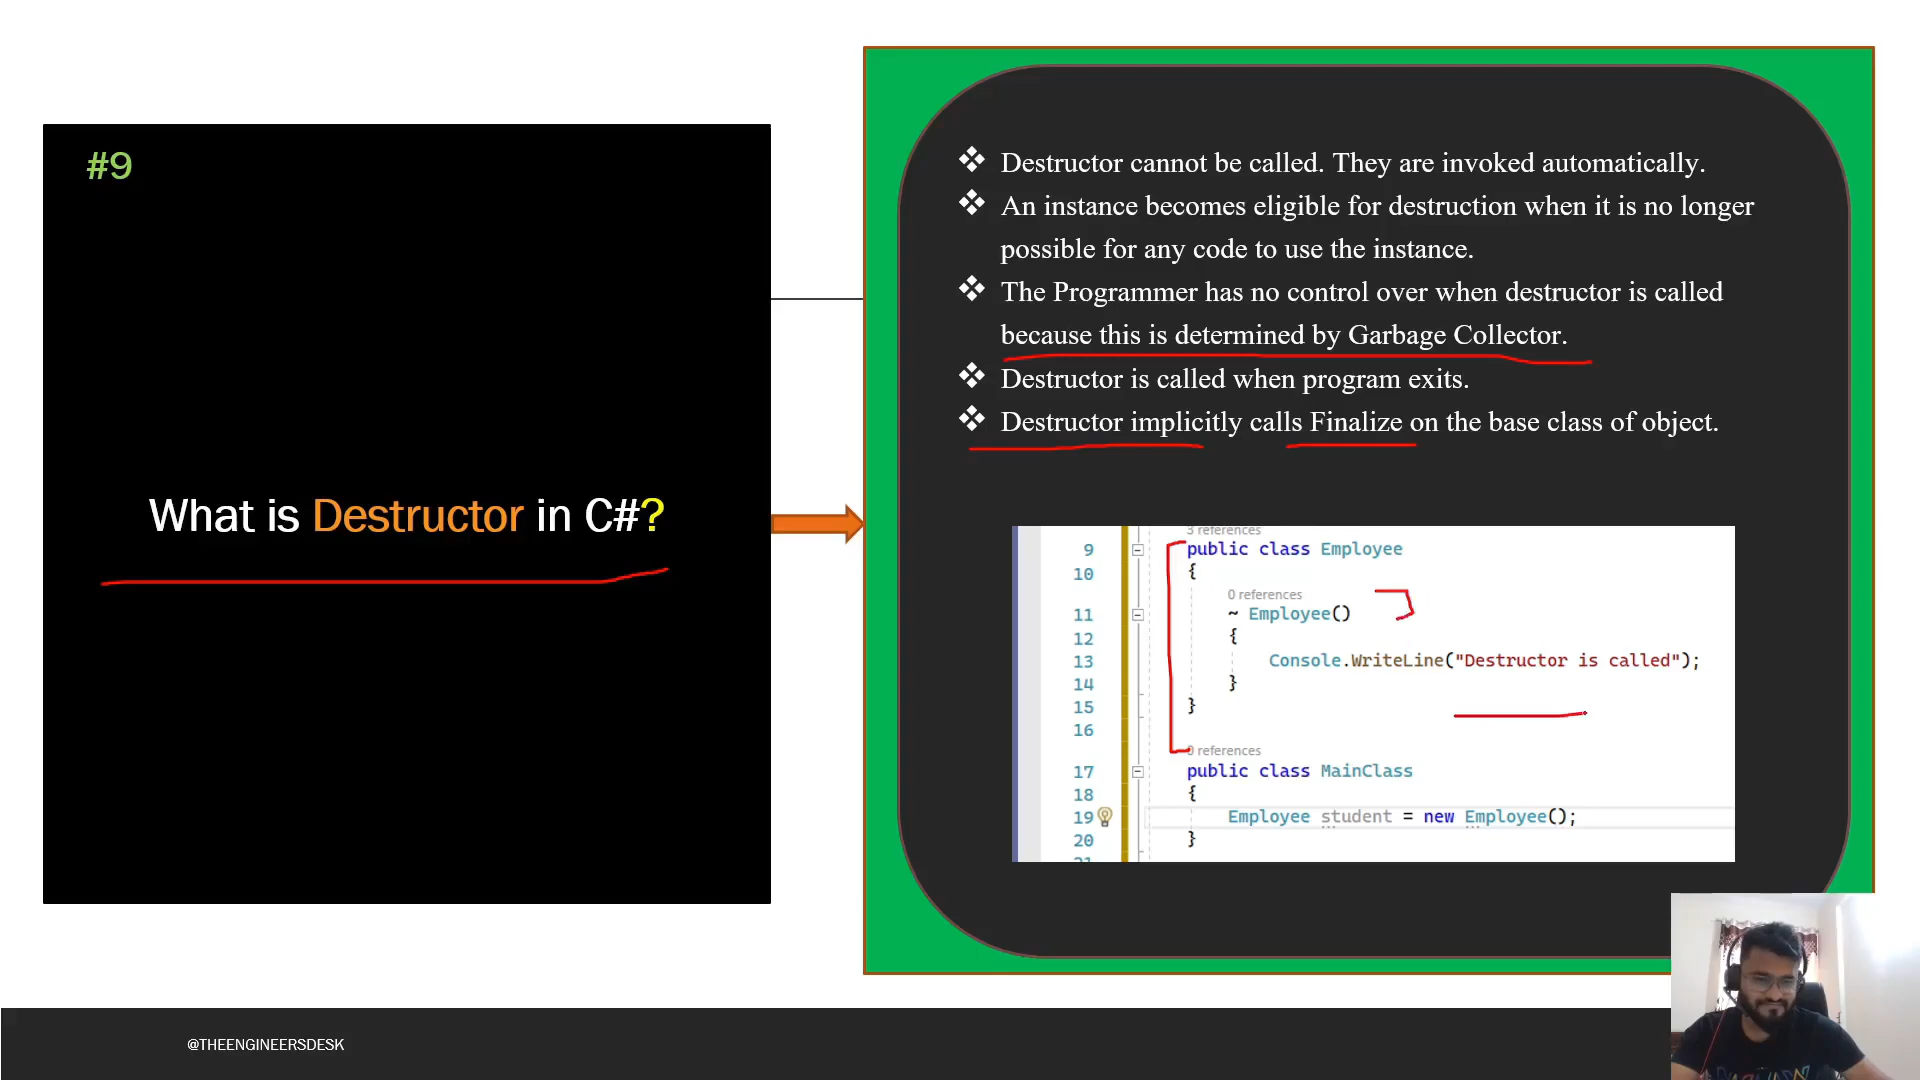 #9
What is Destructor in C#?
Destructor cannot be called. They are invoked automatically.
An instance becomes eligible for destruction when it is no longer
possible for any code to use the instance.
The Programmer has no control over when destructor is called
because this is determined by Garbage Collector.
Destructor is called when program exits.
Destructor implicitly calls Finalize on the base class of object.
3 references
9 public class Employee
10 {
0 references
11 ~ Employee()
12 {
13 Console.WriteLine("Destructor is called");
14 }
15 }
16
0 references
17 public class MainClass
18 {
19 Employee student = new Employee();
20 }
21
@THEENGINEERSDESK